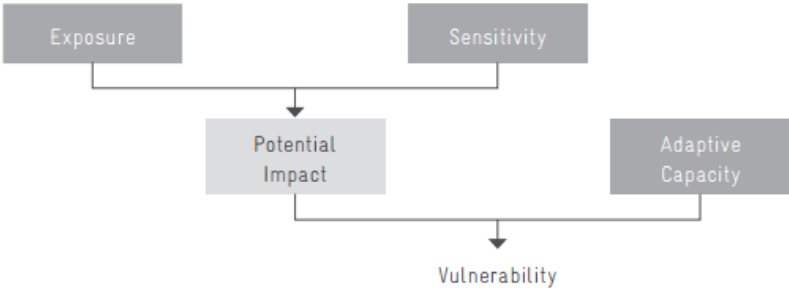 Exposure
Sensitivity
Potential
Impact
Adaptive
Capacity
Vulnerability